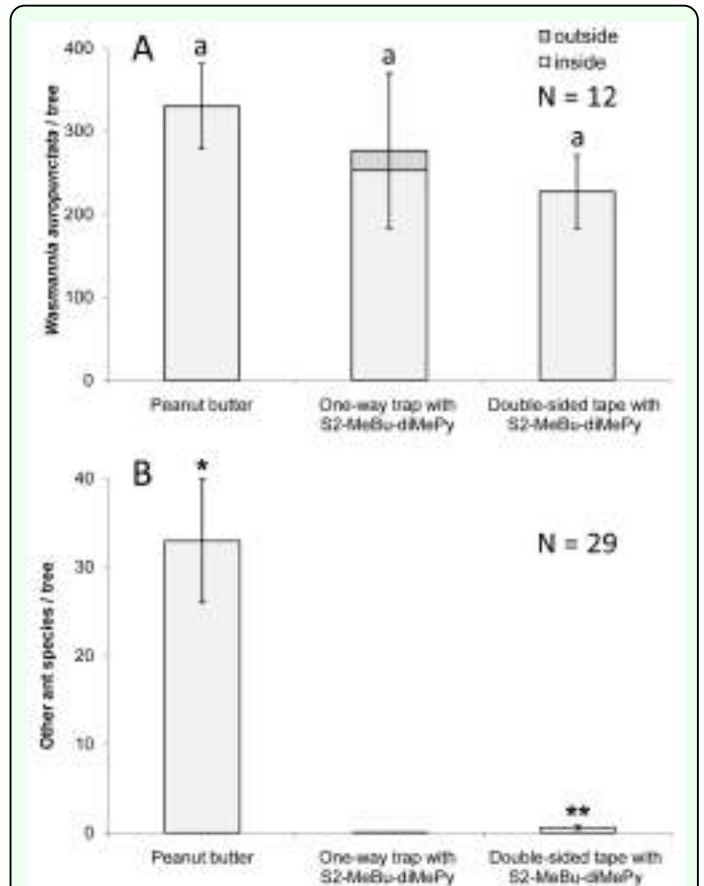 A
400
300
200
100
0
Wasmannia auropunctata / tree
a
a
a
outside
inside
N = 12
Peanut butter
One-way trap with
S2-MeBu-diMePy
Double-sided tape with
S2-MeBu-diMePy
B
40
30
20
10
0
Other ant species / tree
*
**
N = 29
Peanut butter
One-way trap with
S2-MeBu-diMePy
Double-sided tape with
S2-MeBu-diMePy